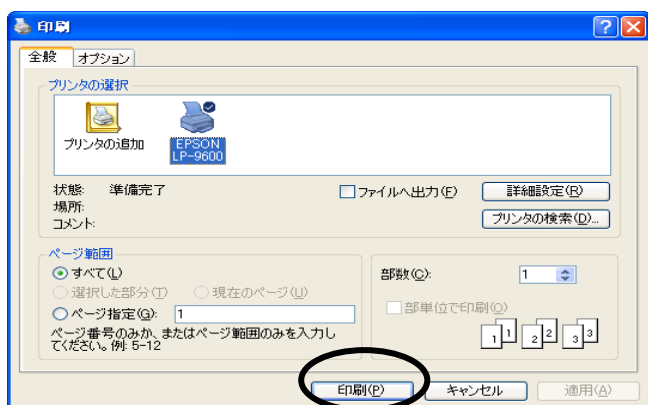 印刷
全般 オプション
プリンタの選択
プリンタの追加
EPSON
LP-9600
状態: 準備完了
場所:
コメント:
ファイルへ出力(F)
詳細設定(R)
プリンタの検索(D)...
ページ範囲
すべて(L)
選択した部分(T) 現在のページ(U)
ページ指定(G): 1
ページ番号のみか、またはページ範囲のみを入力し
てください。例: 5-12
部数(C): 1
部単位で印刷(O)
1 1 2 2 3 3
印刷(P) キャンセル 適用(A)